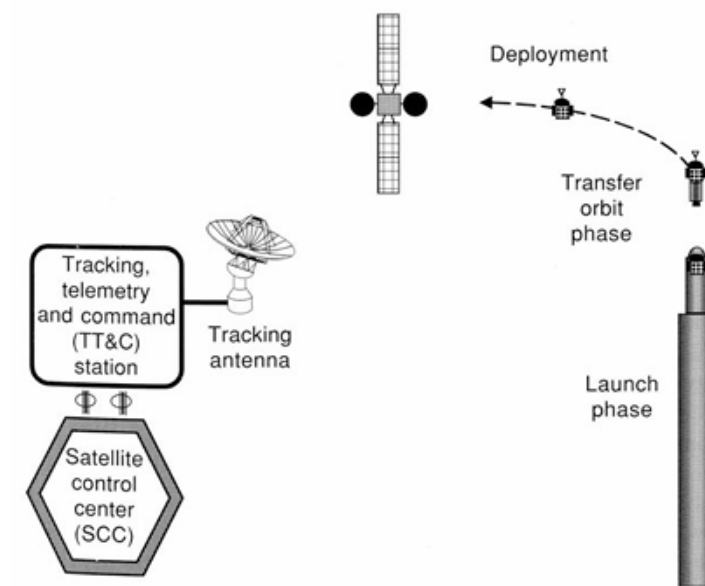 Deployment
Transfer
orbit
phase
Tracking,
telemetry
and command
(TT&C)
station
Tracking
antenna
Launch
phase
Satellite
control
center
(SCC)